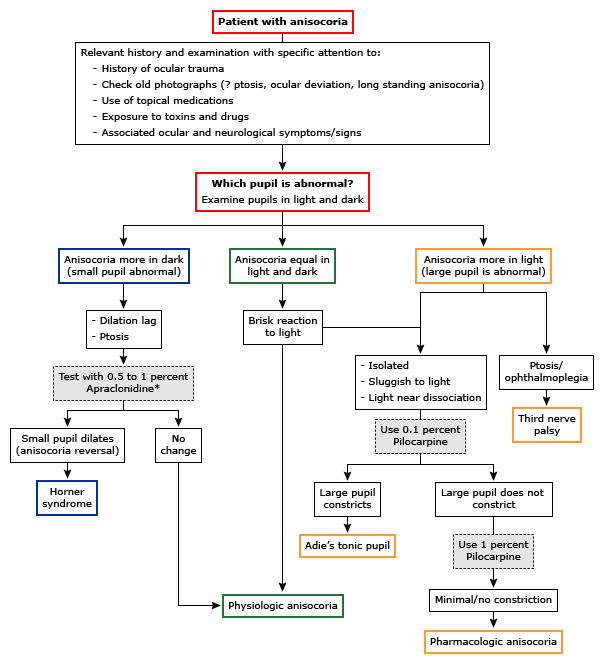 Patient with anisocoria
Relevant history and examination with specific attention to:
- History of ocular trauma
- Check old photographs (? ptosis, ocular deviation, long standing anisocoria)
- Use of topical medications
- Exposure to toxins and drugs
- Associated ocular and neurological symptoms/signs
Which pupil is abnormal?
Examine pupils in light and dark
Anisocoria more in dark
(small pupil abnormal)
Anisocoria equal in
light and dark
Anisocoria more in light
(large pupil is abnormal)
- Dilation lag
- Ptosis
Brisk reaction
to light
Test with 0.5 to 1 percent
Apraclonidine*
- Isolated
- Sluggish to light
- Light near dissociation
Ptosis/
ophthalmoplegia
Third nerve
palsy
Small pupil dilates
(anisocoria reversal)
No
change
Use 0.1 percent
Pilocarpine
Horner
syndrome
Large pupil
constricts
Large pupil does not
constrict
Adie's tonic pupil
Use 1 percent
Pilocarpine
Physiologic anisocoria
Minimal/no constriction
Pharmacologic anisocoria